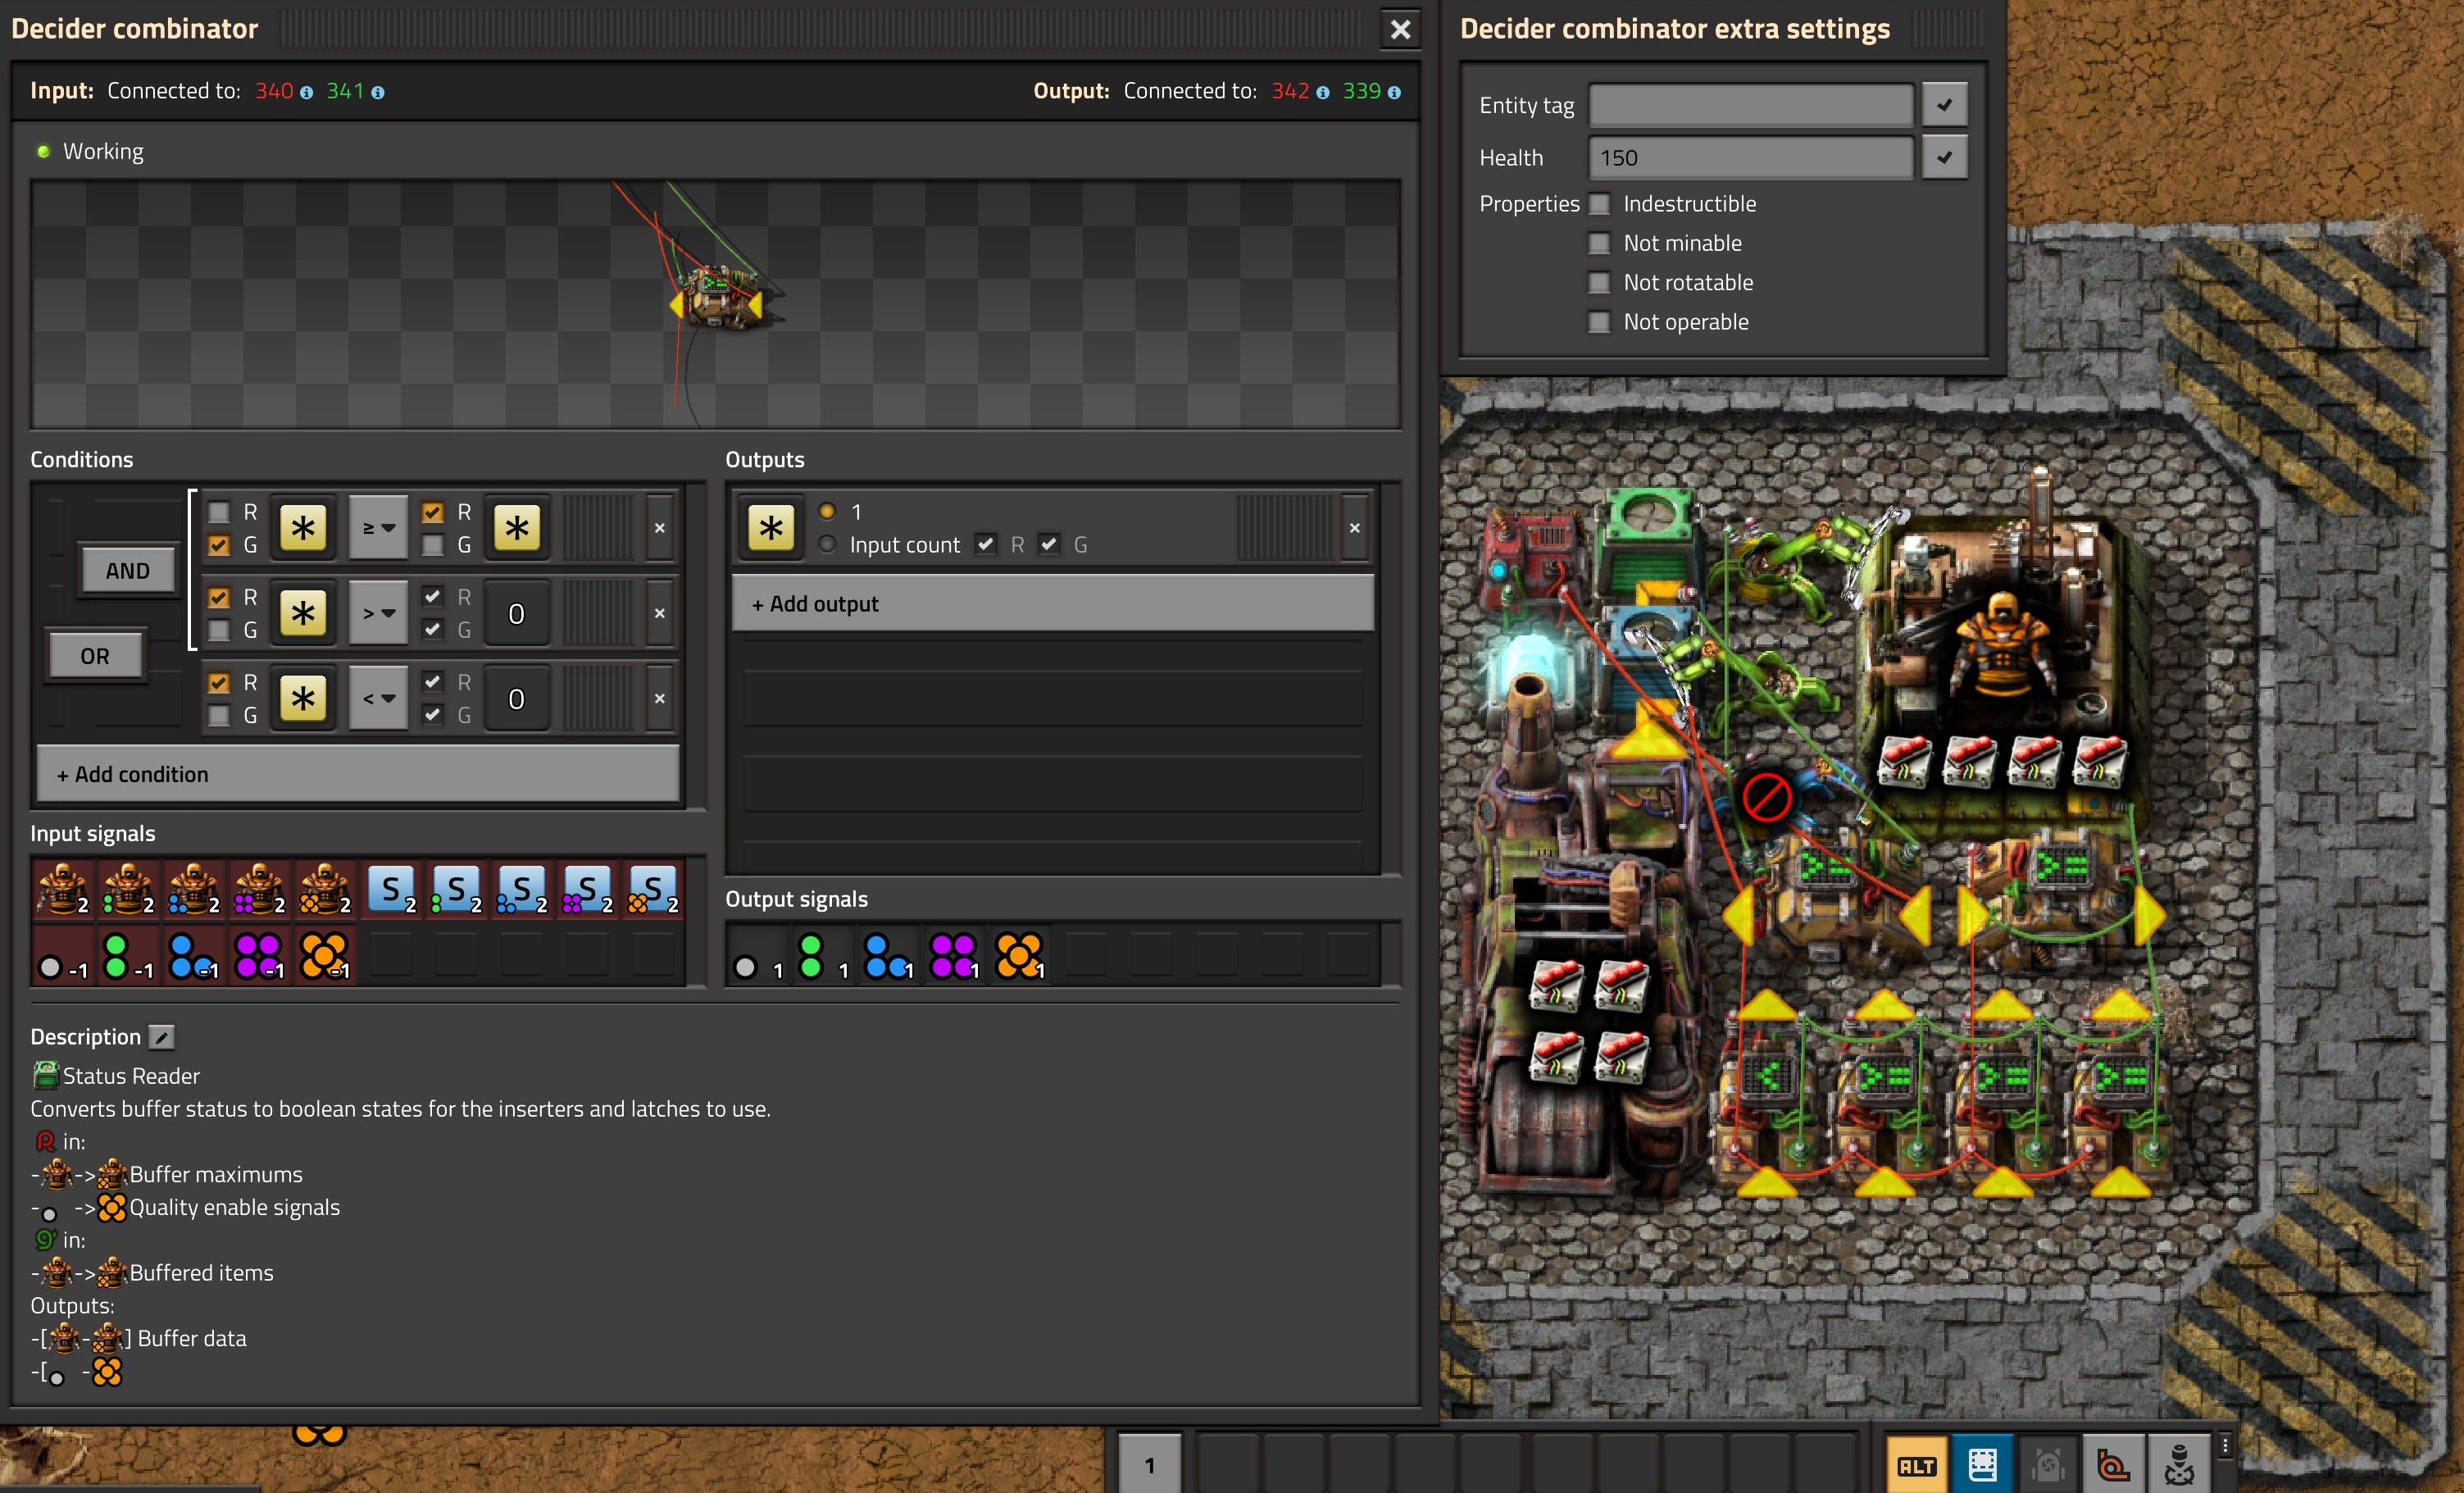 Decider combinator
Input: Connected to: 340 341
Output: Connected to: 342 339
Working
Conditions
R
G
≥
R
G
AND
R
G
>
R
G
0
OR
R
G
<
R
G
0
+ Add condition
Outputs
1
Input count R G
+ Add output
Input signals
2 2 2 2 2 S 2 S 2 S 2 S 2 S 2
-1 -1 -1 -1 -1
Output signals
1 1 1 1 1
Description
Status Reader
Converts buffer status to boolean states for the inserters and latches to use.
R in:
- -> Buffer maximums
- -> Quality enable signals
g in:
- -> Buffered items
Outputs:
-[ - ] Buffer data
-[ -
Decider combinator extra settings
Entity tag
Health 150
Properties Indestructible
Not minable
Not rotatable
Not operable
1
ALT